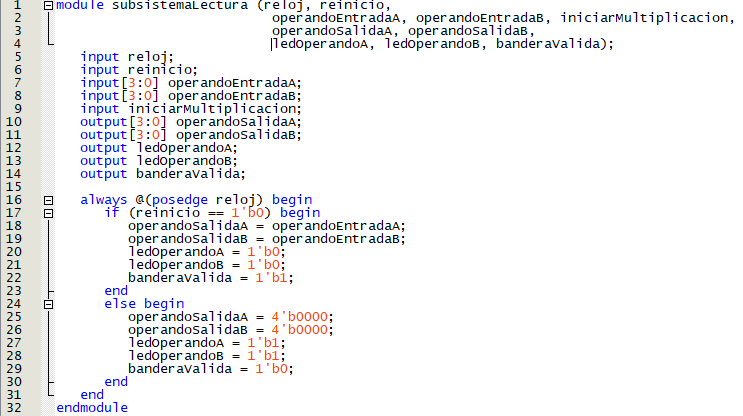 1 module subsistemaLectura (reloj, reinicio,
2 operandoEntradaA, operandoEntradaB, iniciarMultiplicacion,
3 operandoSalidaA, operandoSalidaB,
4 ledOperandoA, ledOperandoB, banderaValida);
5 input reloj;
6 input reinicio;
7 input[3:0] operandoEntradaA;
8 input[3:0] operandoEntradaB;
9 input iniciarMultiplicacion;
10 output[3:0] operandoSalidaA;
11 output[3:0] operandoSalidaB;
12 output ledOperandoA;
13 output ledOperandoB;
14 output banderaValida;
15
16 always @(posedge reloj) begin
17 if (reinicio == 1'b0) begin
18 operandoSalidaA = operandoEntradaA;
19 operandoSalidaB = operandoEntradaB;
20 ledOperandoA = 1'b0;
21 ledOperandoB = 1'b0;
22 banderaValida = 1'b1;
23 end
24 else begin
25 operandoSalidaA = 4'b0000;
26 operandoSalidaB = 4'b0000;
27 ledOperandoA = 1'b1;
28 ledOperandoB = 1'b1;
29 banderaValida = 1'b0;
30 end
31 end
32 endmodule